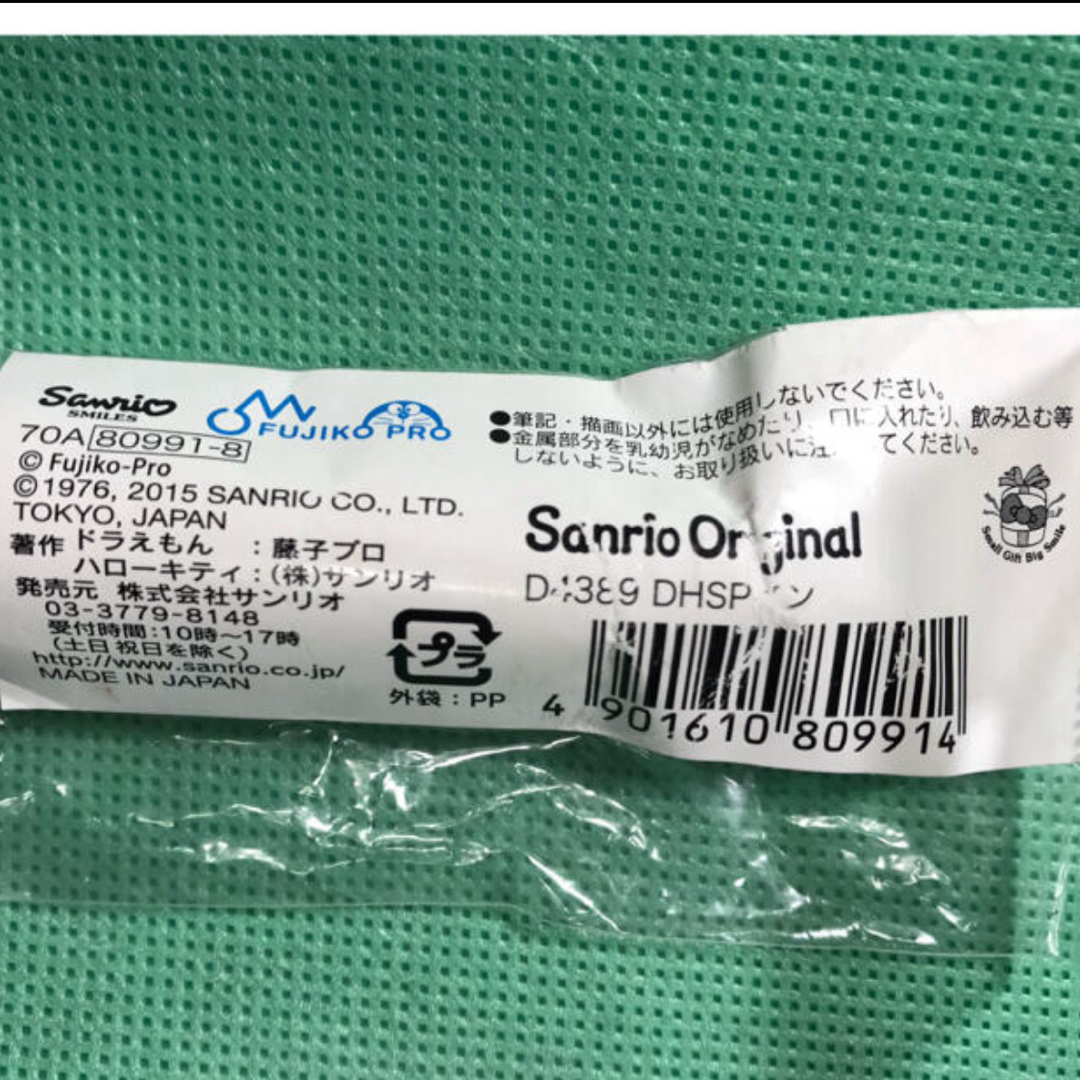 Sanrio
SMILES
FUJIKO PRO
70A 80991-8
© Fujiko-Pro
©1976, 2015 SANRIO CO., LTD.
TOKYO, JAPAN
著作 ドラえもん :藤子プロ
ハローキティ:(株)サンリオ
発売元 株式会社サンリオ
03-3779-8148
受付時間:10時〜17時
(土日祝日を除く)
http://www.sanrio.co.jp/
MADE IN JAPAN
プラ
外袋:PP
●筆記・描画以外には使用しないでください。
●金属部分を乳幼児がなめたり、口に入れたり、飲み込む等
しないように、お取り扱いに てください。
Sanrio Original
DHSP
Small Gift Big Smile
4 901610 809914